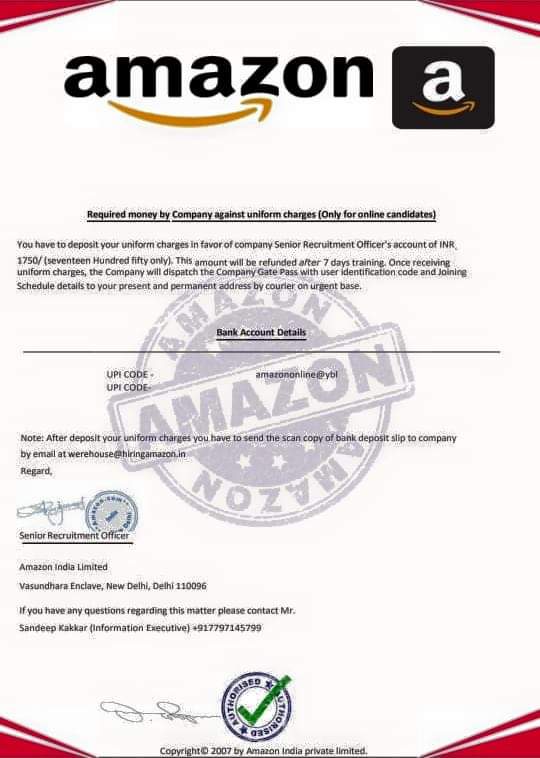 amazon
a
Required money by Company against uniform charges (Only for online candidates)
You have to deposit your uniform charges in favor of company Senior Recruitment Officer's account of INR
1750/ (seventeen Hundred fifty only). This amount will be refunded after 7 days training. Once receiving
uniform charges, the Company will dispatch the Company Gate Pass with user identification code and Joining
Schedule details to your present and permanent address by courier on urgent base.
AMAZON
Bank Account Details
UPI CODE - amazononline@ybl
UPI CODE-
AMAZON
Note: After deposit your uniform charges you have to send the scan copy of bank deposit slip to company
by email at werehouse@hiringamazon.in
Regard,
AMAZON
amazon.com
Senior Recruitment Officer
Amazon India Limited
Vasundhara Enclave, New Delhi, Delhi 110096
If you have any questions regarding this matter please contact Mr.
Sandeep Kakkar (Information Executive) +917797145799
AUTHORISED
AUTHORISED
Copyright© 2007 by Amazon India private limited.